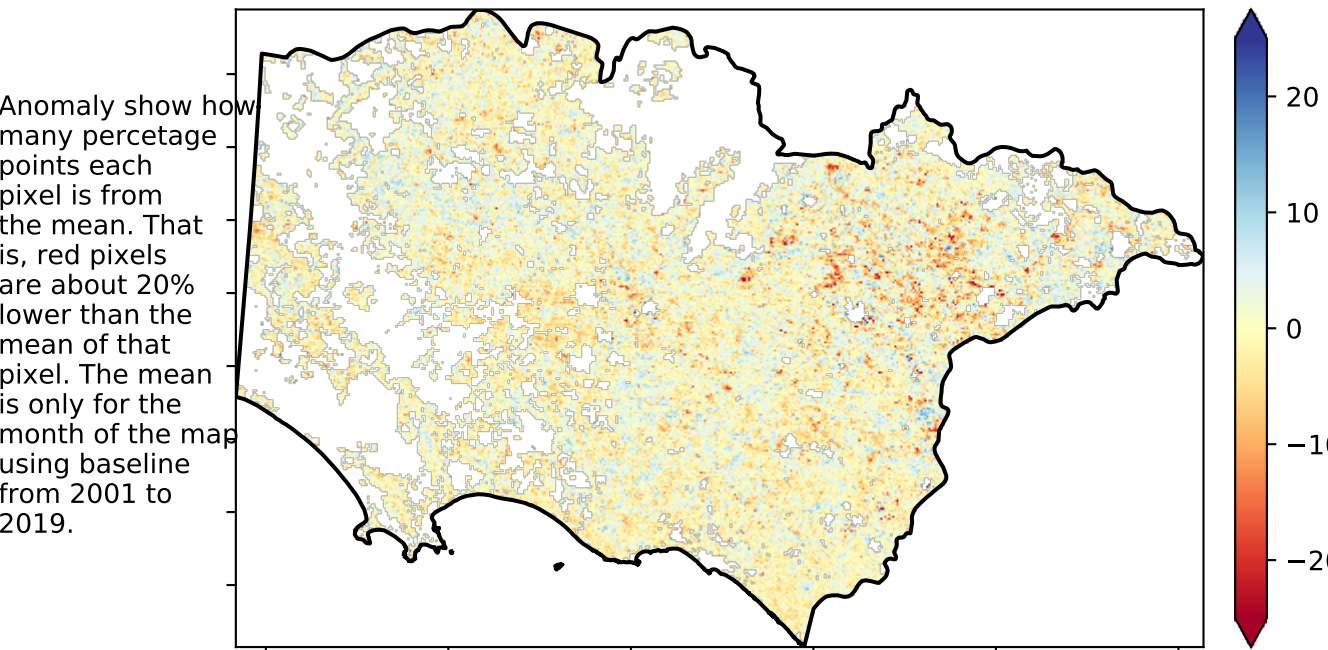 Anomaly show how
many percetage
points each
pixel is from
the mean. That
is, red pixels
are about 20%
lower than the
mean of that
pixel. The mean
is only for the
month of the map
using baseline
from 2001 to
2019.
20
10
0
−10
−20